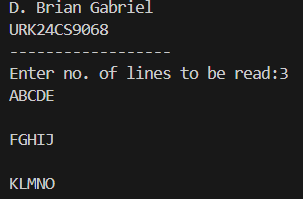 D. Brian Gabriel
URK24CS9068
------------------
Enter no. of lines to be read:3
ABCDE
FGHIJ
KLMNO